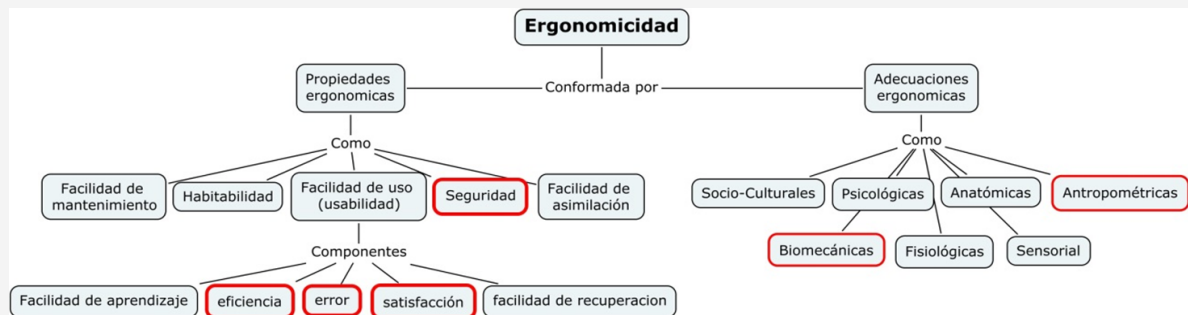 Ergonomicidad
Propiedades
ergonomicas
Conformada por
Adecuaciones
ergonomicas
Como
Facilidad de
mantenimiento
Habitabilidad
Facilidad de uso
(usabilidad)
Seguridad
Facilidad de
asimilación
Componentes
Facilidad de aprendizaje
eficiencia
error
satisfacción
facilidad de recuperacion
Como
Socio-Culturales
Psicológicas
Anatómicas
Antropométricas
Biomecánicas
Fisiológicas
Sensorial